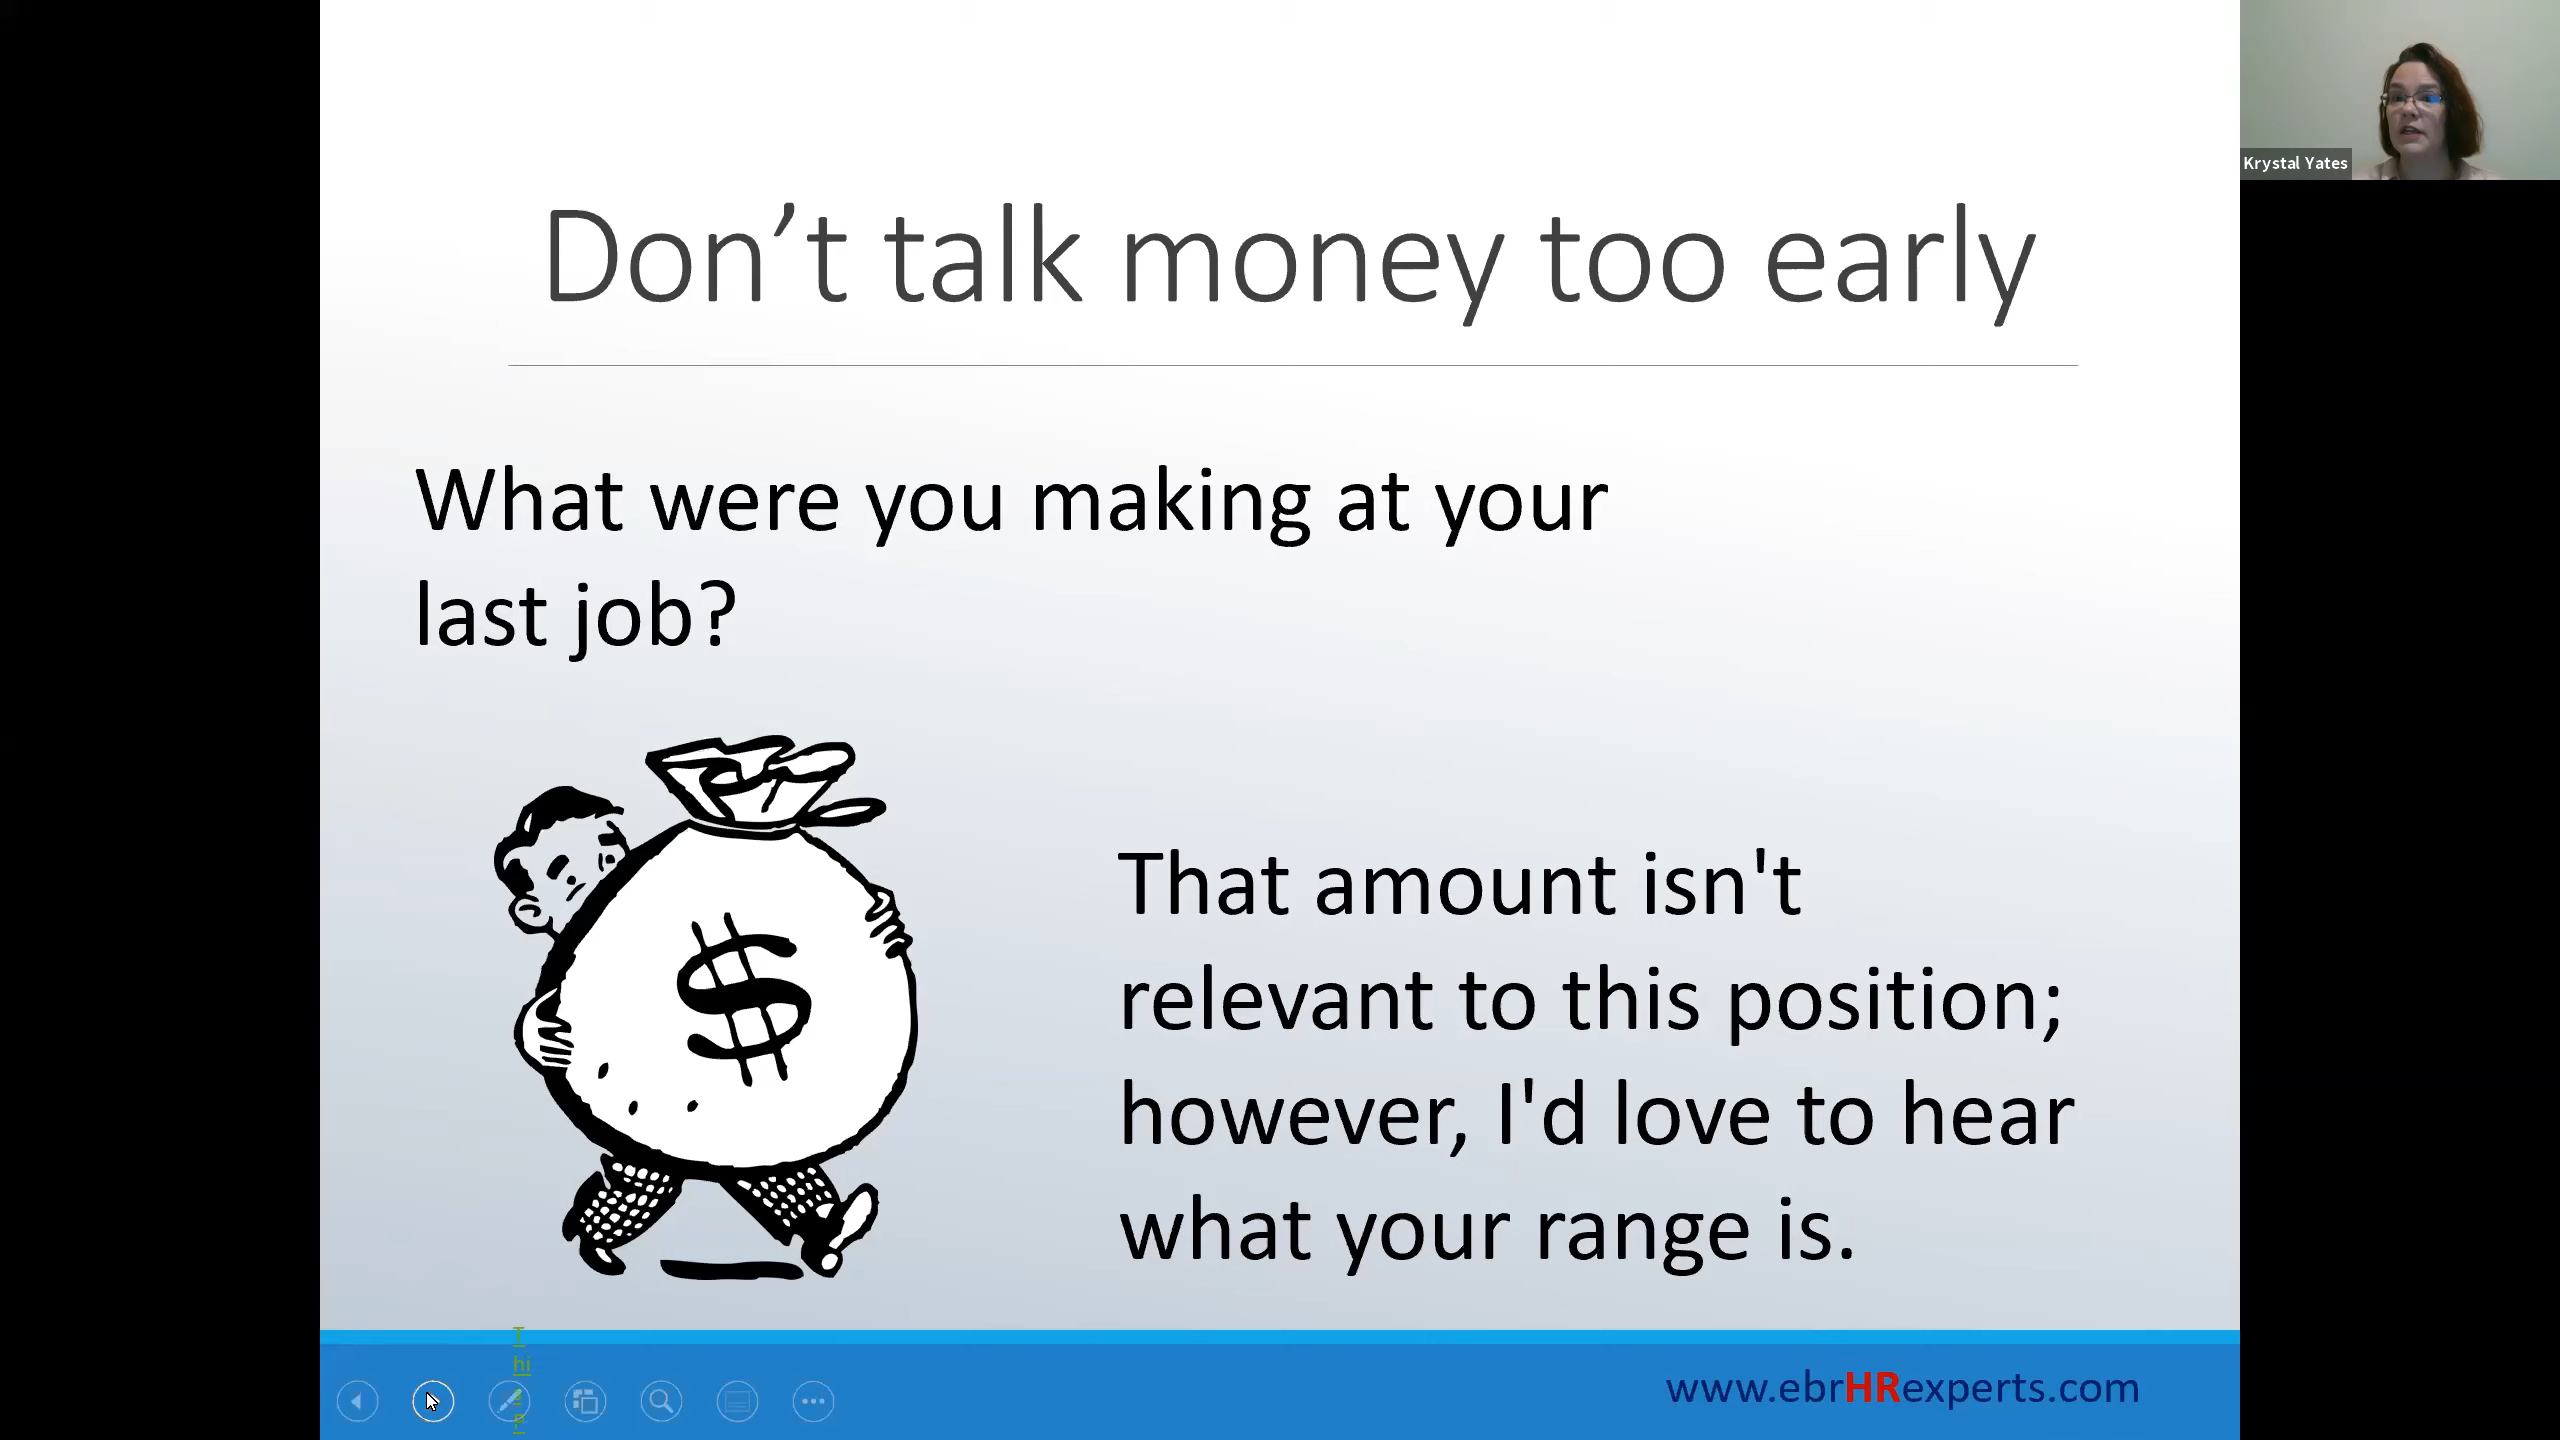 Krystal Yates
Don’t talk money too early
What were you making at your
last job?
$
That amount isn't
relevant to this position;
however, I'd love to hear
what your range is.
T
hi
s
P
www.ebrHRexperts.com